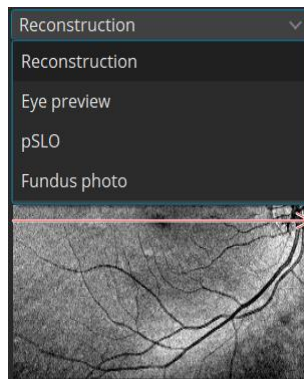 Reconstruction
Reconstruction
Eye preview
pSLO
Fundus photo